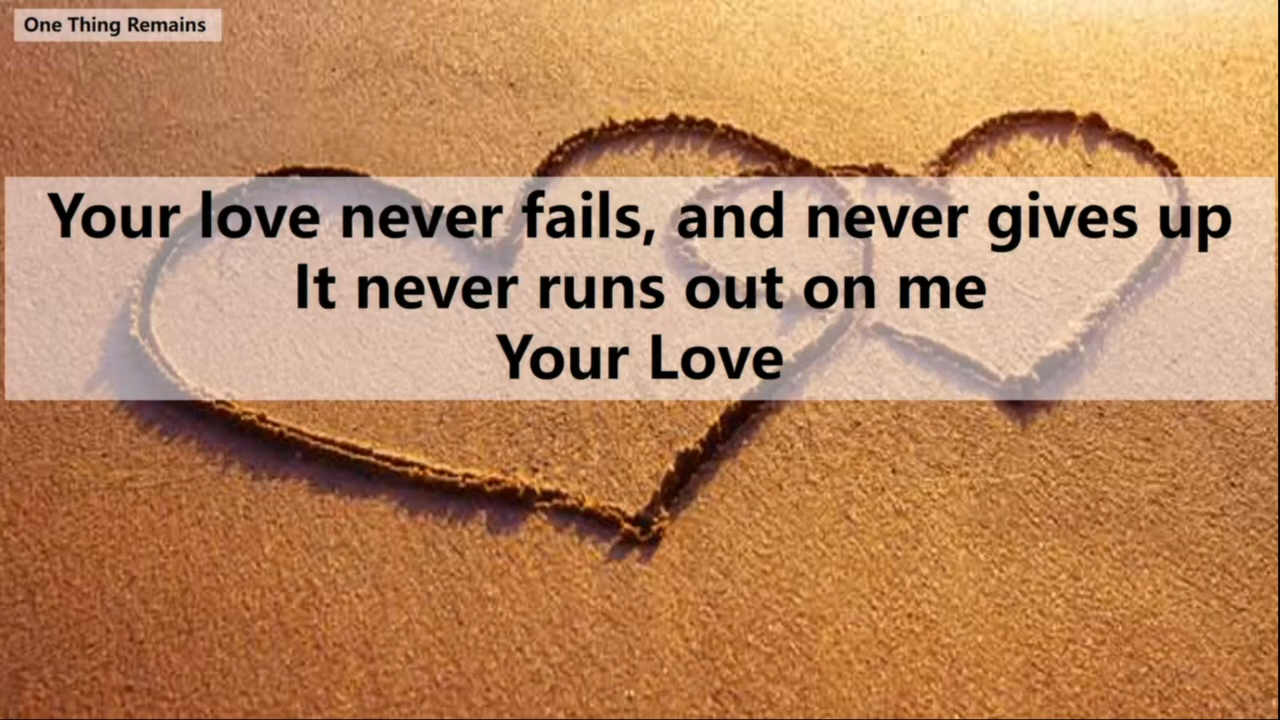 One Thing Remains
Your love never fails, and never gives up
It never runs out on me
Your Love